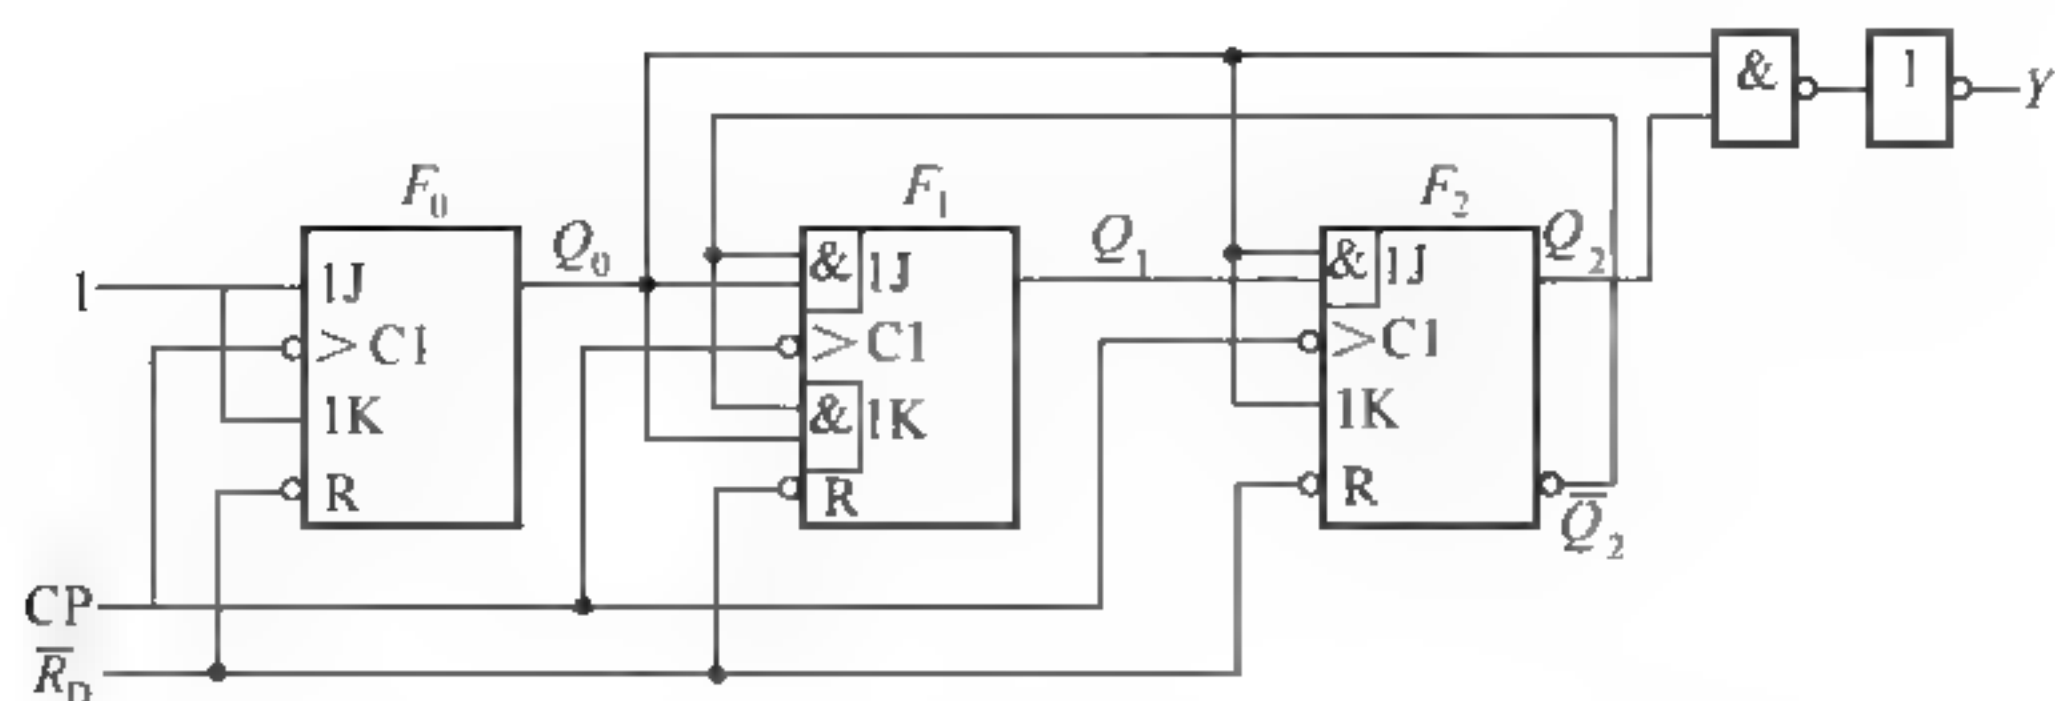 & 1 Y
F₀ F₁ F₂
Q₀ Q₁ Q₂
1 1J & 1J & 1J
>C1 >C1 >C1
1K & 1K 1K
R R R
Q̅₂
CP
R̅_D